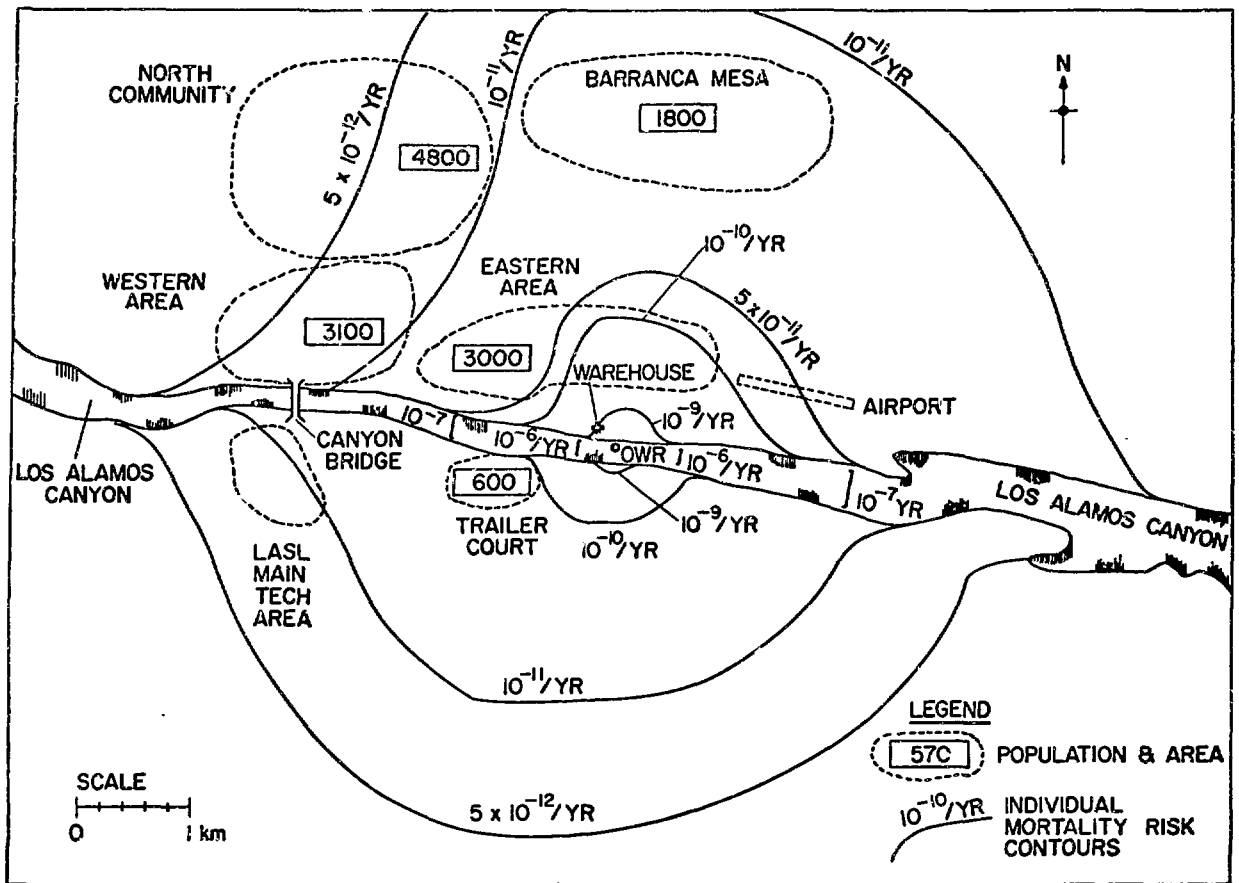 NORTH
COMMUNITY
5 x 10⁻¹²/YR
10⁻¹¹/YR
BARRANCA MESA
1800
10⁻¹¹/YR
N
4800
10⁻¹⁰/YR
WESTERN
AREA
EASTERN
AREA
5 x 10⁻¹¹/YR
3100
3000
WAREHOUSE
AIRPORT
10⁻⁹/YR
10⁻⁷
10⁻⁶/YR
OWR
10⁻⁶/YR
10⁻⁷YR
CANYON
BRIDGE
LOS ALAMOS
CANYON
LOS ALAMOS CANYON
600
TRAILER
COURT
10⁻⁹/YR
10⁻¹⁰/YR
LASL
MAIN
TECH
AREA
10⁻¹¹/YR
5 x 10⁻¹²/YR
SCALE
0 1 km
LEGEND
57C POPULATION & AREA
10⁻¹⁰/YR INDIVIDUAL
MORTALITY RISK
CONTOURS